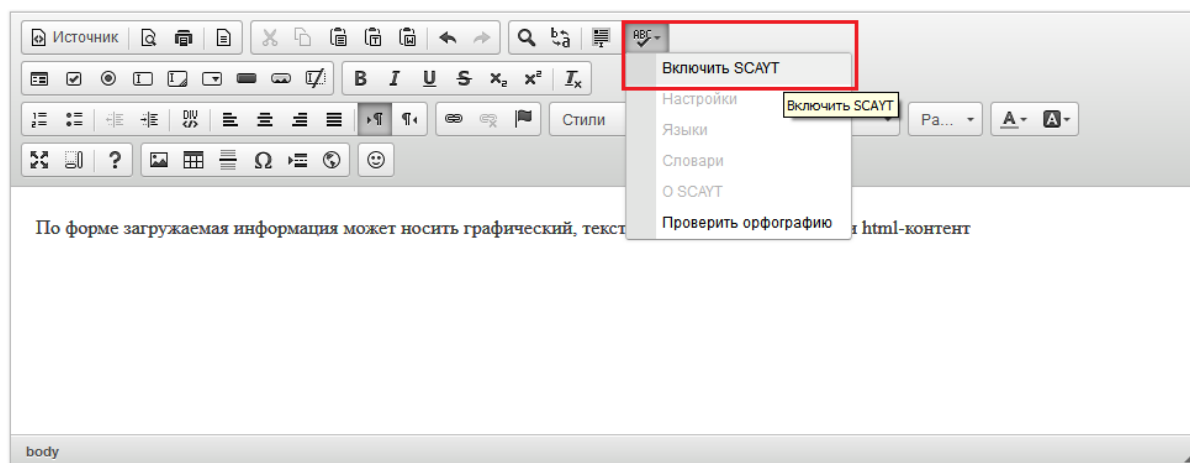 Источник
ABC
Включить SCAYT
Настройки
Включить SCAYT
Языки
Стили
Ра...
Словари
О SCAYT
Проверить орфографию
По форме загружаемая информация может носить графический, текст html-контент
body